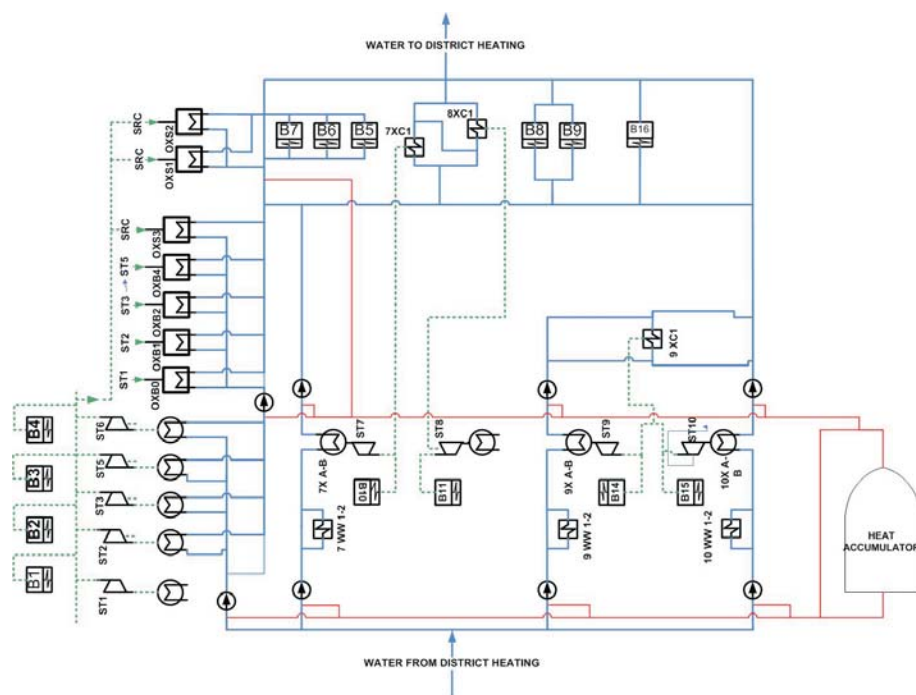 WATER TO DISTRICT HEATING
SRC
OXS2
SRC
OXS1
B7
B6
B5
7XC1
8XC1
B8
B9
B16
SRC
OXS3
ST5
OXB4
ST3
OXB2
ST2
OXB1
ST1
OXB0
9 XC1
B4
ST6
B3
ST5
B2
ST3
ST2
B1
ST1
7X A-B
ST7
ST8
9X A-B
ST9
ST10
10X A-
B
B10
B11
B14
B15
7 WW 1-2
9 WW 1-2
10 WW 1-2
HEAT
ACCUMULATOR
WATER FROM DISTRICT HEATING